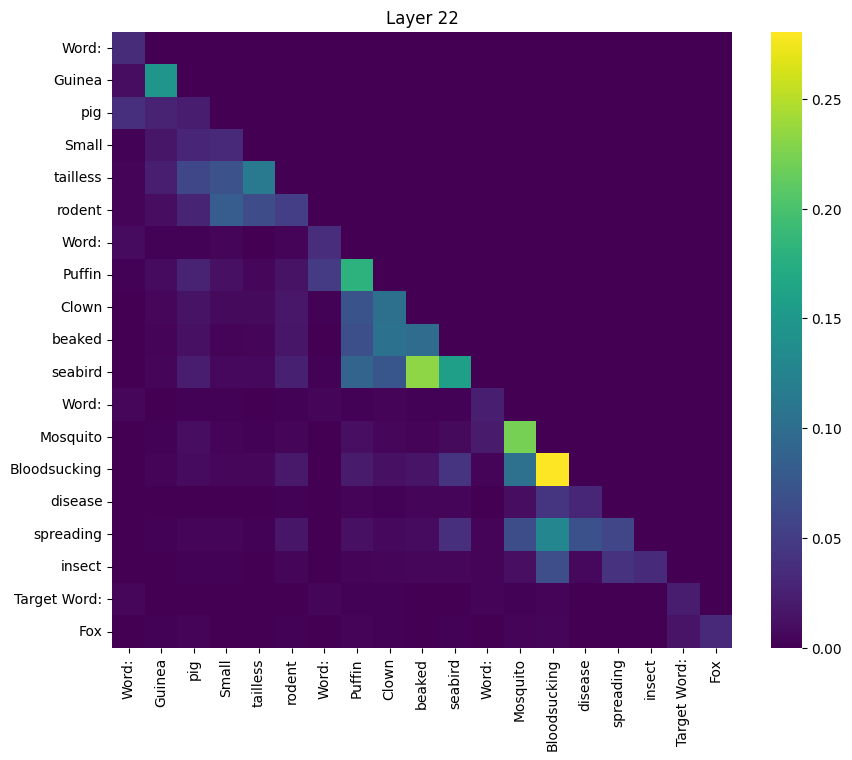 Layer 22
Word:
Guinea
pig
Small
tailless
rodent
Word:
Puffin
Clown
beaked
seabird
Word:
Mosquito
Bloodsucking
disease
spreading
insect
Target Word:
Fox
Word:
Guinea
pig
Small
tailless
rodent
Word:
Puffin
Clown
beaked
seabird
Word:
Mosquito
Bloodsucking
disease
spreading
insect
Target Word:
Fox
0.25
0.20
0.15
0.10
0.05
0.00